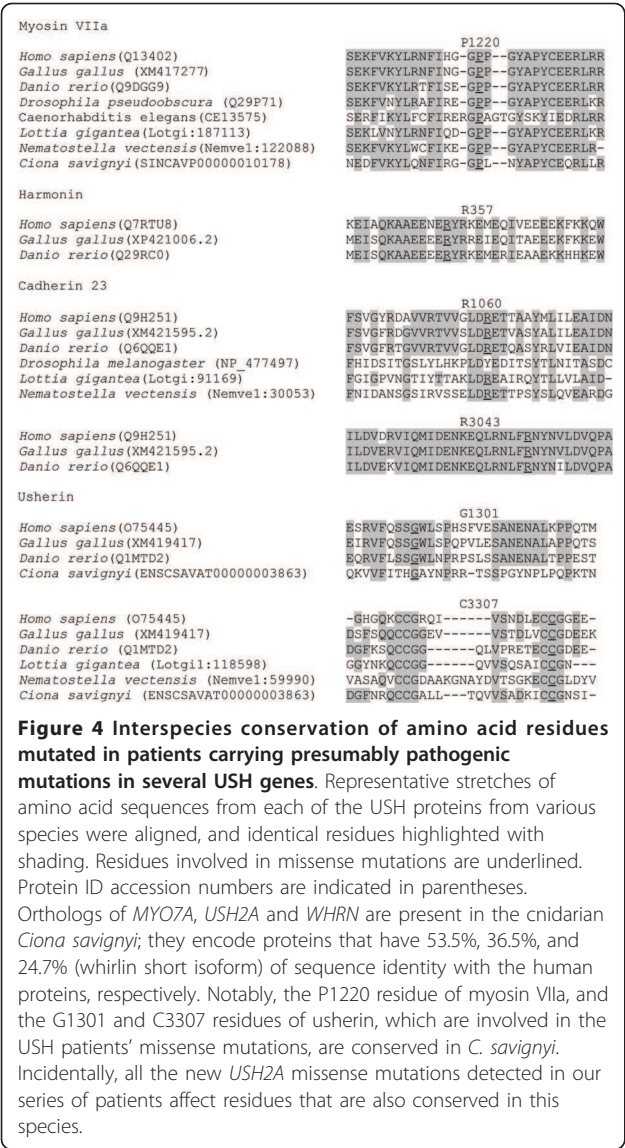 Myosin VIIa
P1220
Homo sapiens(Q13402) SEKFVKYLRNFIHG-GPP--GYAPYCEERLRR
Gallus gallus(XM417277) SEKFVKYLRNFING-GPP--GYAPYCEERLRR
Danio rerio(Q9DGG9) SEKFVKYLRTFISE-GPP--GYAPYCEERLRR
Drosophila pseudoobscura (Q29P71) SEKFVNYLRAFIRE-GPP--GYAPYCEERLKR
Caenorhabditis elegans(CE13575) SERFIKYLFCFIRERGPAGTGYSKYIEDRLRR
Lottia gigantea(Lotgi:187113) SEKLVNYLRNFIQD-GPP--GYAPYCEERLKR
Nematostella vectensis(Nemve1:122088) SEKFVKYLWCFIKE-GPP--GYAPYCEERLR-
Ciona savignyi(SINCAVP00000010178) NEDFVKYLQNFIRG-GPL--NYAPYCEQRLLR
Harmonin
R357
Homo sapiens(Q7RTU8) KEIAQKAAEENERYRKEMEQIVEEEEKFKKQW
Gallus gallus(XP421006.2) MEISQKAAEEEERYRREIEQITAEEEKFKKEW
Danio rerio(Q29RC0) MEISQKAAEEEERYRKEMERIEAAEKKHHKEW
Cadherin 23
R1060
Homo sapiens(Q9H251) FSVGYRDAVVRTVVGLDRETTAAYMLILEAIDN
Gallus gallus(XM421595.2) FSVGFRDGVVRTVVSLDRETVASYALILEAIDN
Danio rerio (Q6QQE1) FSVGFRTGVVRTVVGLDRETQASYRLVIEAIDN
Drosophila melanogaster (NP_477497) FHIDSITGSLYLHKPLDYEDITSYTLNITASDC
Lottia gigantea(Lotgi:91169) FGIGPVNGTIYTTAKLDREAIRQYTLLVLAID-
Nematostella vectensis (Nemve1:30053) FNIDANSGSIRVSSELDRETTPSYSLQVEARDG
R3043
Homo sapiens(Q9H251) ILDVDRVIQMIDENKEQLRNLFRNYNVLDVQPA
Gallus gallus(XM421595.2) ILDVERVIQMIDENKEQLRNLFRNYNVLDVQPA
Danio rerio(Q6QQE1) ILDVEKVIQMIDENKEQLRNLFRNYNILDVQPA
Usherin
G1301
Homo sapiens(O75445) ESRVFQSSGWLSPHSFVESANENALKPPQTM
Gallus gallus(XM419417) EIRVFQSSGWLSPQPVLESANENALAPPQTS
Danio rerio(Q1MTD2) EQRVFLSSGWLNPRPSLSSANENALTPPEST
Ciona savignyi(ENSCSAVAT00000003863) QKVVFITHGAYNPRR-TSSPGYNPLPQPKTN
C3307
Homo sapiens (O75445) -GHGQKCCGRQI------VSNDLECCGGEE-
Gallus gallus (XM419417) DSFSQQCCGGEV------VSTDLVCCGDEEK
Danio rerio (Q1MTD2) DGFKSQCCGG-----QLVPRETECCGDEE-
Lottia gigantea (Lotgi1:118598) GGYNKQCCGG------QVVSQSAICCGN---
Nematostella vectensis(Nemve1:59990) VASAQVCCGDAAKGNAYDVTSGKECCGLDYV
Ciona savignyi (ENSCSAVAT00000003863) DGFNRQCCGALL---TQVVSADKICCGNSI-
Figure 4 Interspecies conservation of amino acid residues
mutated in patients carrying presumably pathogenic
mutations in several USH genes. Representative stretches of
amino acid sequences from each of the USH proteins from various
species were aligned, and identical residues highlighted with
shading. Residues involved in missense mutations are underlined.
Protein ID accession numbers are indicated in parentheses.
Orthologs of MYO7A, USH2A and WHRN are present in the cnidarian
Ciona savignyi; they encode proteins that have 53.5%, 36.5%, and
24.7% (whirlin short isoform) of sequence identity with the human
proteins, respectively. Notably, the P1220 residue of myosin VIIa, and
the G1301 and C3307 residues of usherin, which are involved in the
USH patients' missense mutations, are conserved in C. savignyi.
Incidentally, all the new USH2A missense mutations detected in our
series of patients affect residues that are also conserved in this
species.